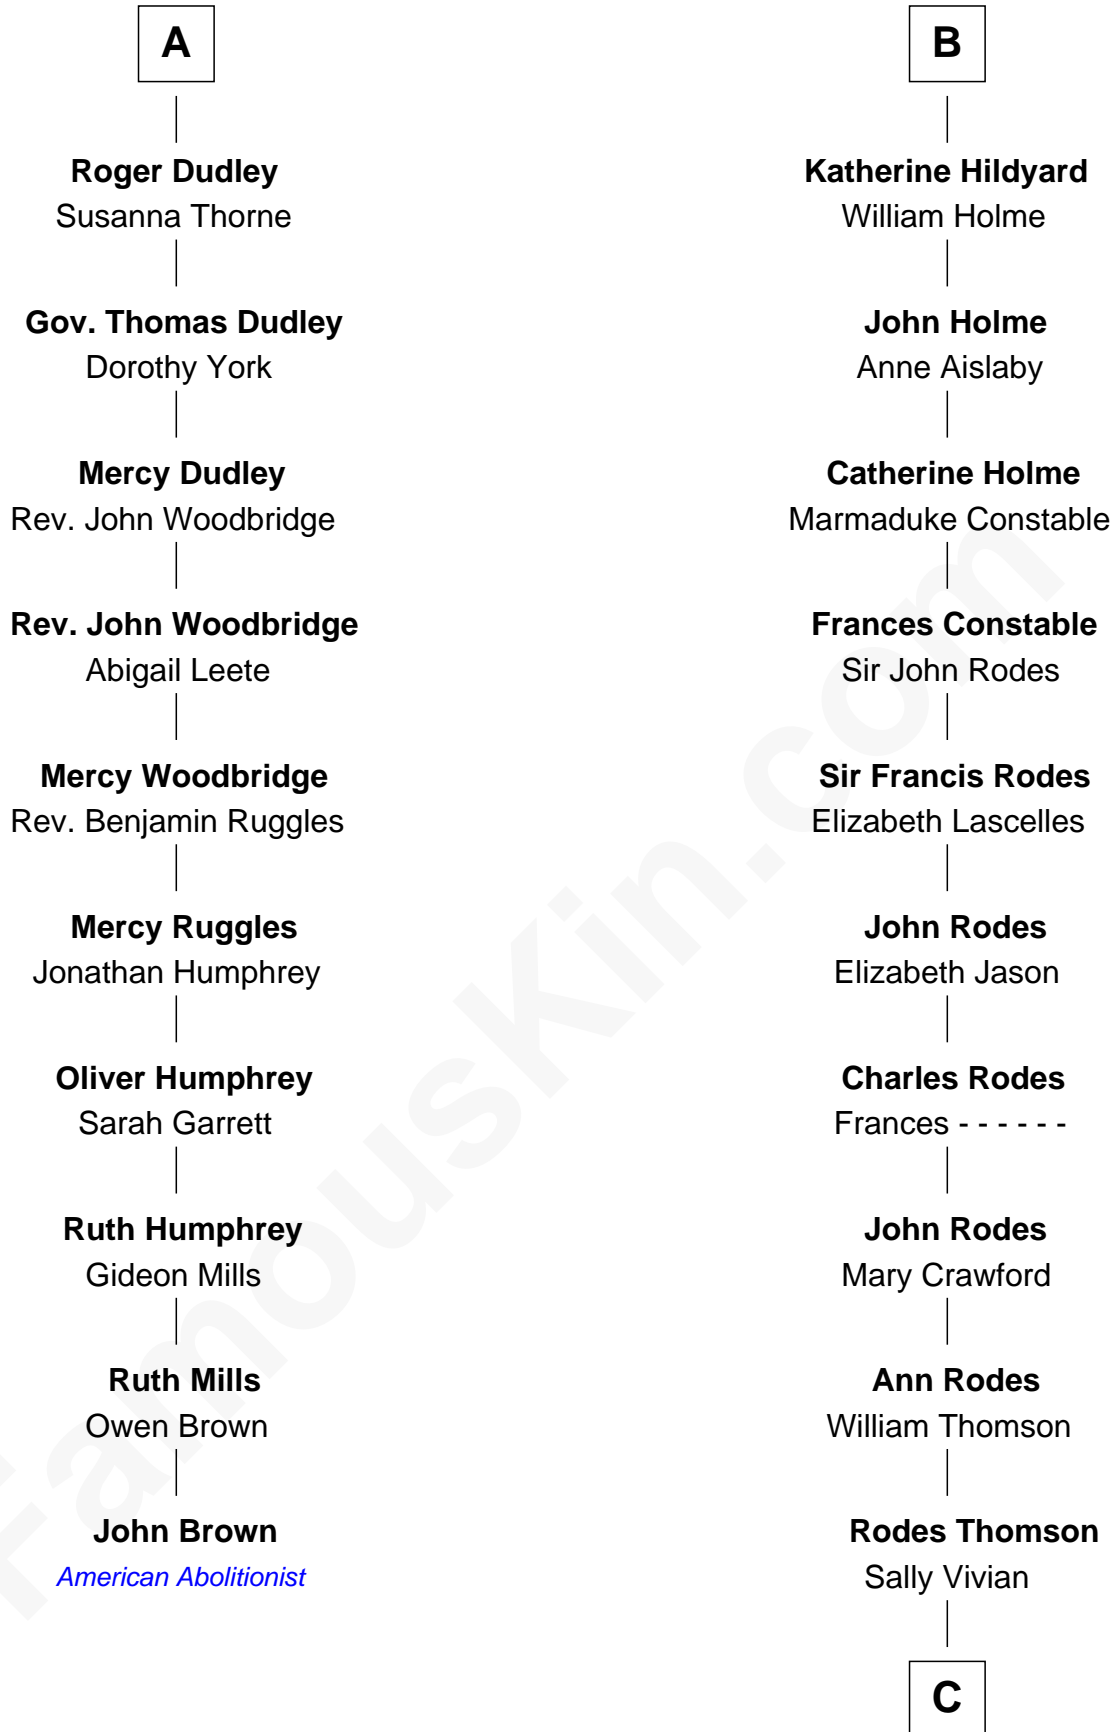 A
Roger Dudley
Susanna Thorne
Gov. Thomas Dudley
Dorothy York
Mercy Dudley
Rev. John Woodbridge
Rev. John Woodbridge
Abigail Leete
Mercy Woodbridge
Rev. Benjamin Ruggles
Mercy Ruggles
Jonathan Humphrey
Oliver Humphrey
Sarah Garrett
Ruth Humphrey
Gideon Mills
Ruth Mills
Owen Brown
John Brown
American Abolitionist
B
Katherine Hildyard
William Holme
John Holme
Anne Aislaby
Catherine Holme
Marmaduke Constable
Frances Constable
Sir John Rodes
Sir Francis Rodes
Elizabeth Lascelles
John Rodes
Elizabeth Jason
Charles Rodes
Frances - - - - - -
John Rodes
Mary Crawford
Ann Rodes
William Thomson
Rodes Thomson
Sally Vivian
C
FamousKin.com